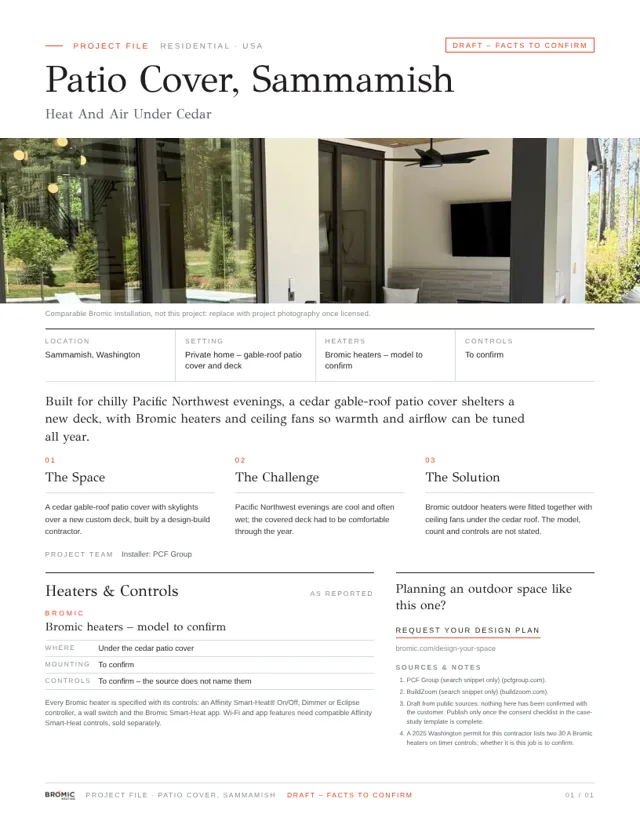 PROJECT FILE RESIDENTIAL · USA
DRAFT – FACTS TO CONFIRM
Patio Cover, Sammamish
Heat And Air Under Cedar
Comparable Bromic installation, not this project: replace with project photography once licensed.
LOCATION
Sammamish, Washington
SETTING
Private home – gable-roof patio
cover and deck
HEATERS
Bromic heaters – model to
confirm
CONTROLS
To confirm
Built for chilly Pacific Northwest evenings, a cedar gable-roof patio cover shelters a
new deck, with Bromic heaters and ceiling fans so warmth and airflow can be tuned
all year.
01
The Space
A cedar gable-roof patio cover with skylights
over a new custom deck, built by a design-build
contractor.
02
The Challenge
Pacific Northwest evenings are cool and often
wet; the covered deck had to be comfortable
through the year.
03
The Solution
Bromic outdoor heaters were fitted together with
ceiling fans under the cedar roof. The model,
count and controls are not stated.
PROJECT TEAM Installer: PCF Group
Heaters & Controls
AS REPORTED
BROMIC
Bromic heaters – model to confirm
WHERE Under the cedar patio cover
MOUNTING To confirm
CONTROLS To confirm – the source does not name them
Every Bromic heater is specified with its controls: an Affinity Smart-Heat® On/Off, Dimmer or Eclipse
controller, a wall switch and the Bromic Smart-Heat app. Wi-Fi and app features need compatible Affinity
Smart-Heat controls, sold separately.
Planning an outdoor space like
this one?
REQUEST YOUR DESIGN PLAN
bromic.com/design-your-space
SOURCES & NOTES
1. PCF Group (search snippet only) (pcfgroup.com).
2. BuildZoom (search snippet only) (buildzoom.com).
3. Draft from public sources. nothing here has been confirmed with
the customer. Publish only once the consent checklist in the case-
study template is complete.
4. A 2025 Washington permit for this contractor lists two 30 A Bromic
heaters on timer controls; whether it is this job is to confirm.
BROMIC
HEATING
PROJECT FILE · PATIO COVER, SAMMAMISH DRAFT – FACTS TO CONFIRM
01 / 01